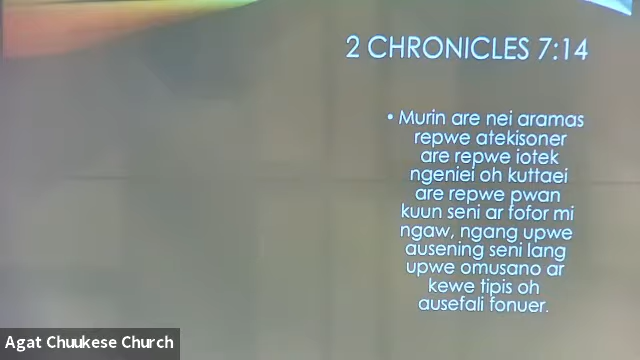 2 CHRONICLES 7:14
• Murin are nei aramas
repwe atekisoner
are repwe iotek
ngeniei oh kuttaei
are repwe pwan
kuun seni ar fofor mi
ngaw, ngang upwe
ausening seni lang
upwe omusano ar
kewe tipis oh
ausefali fonuer.
Agat Chuukese Church